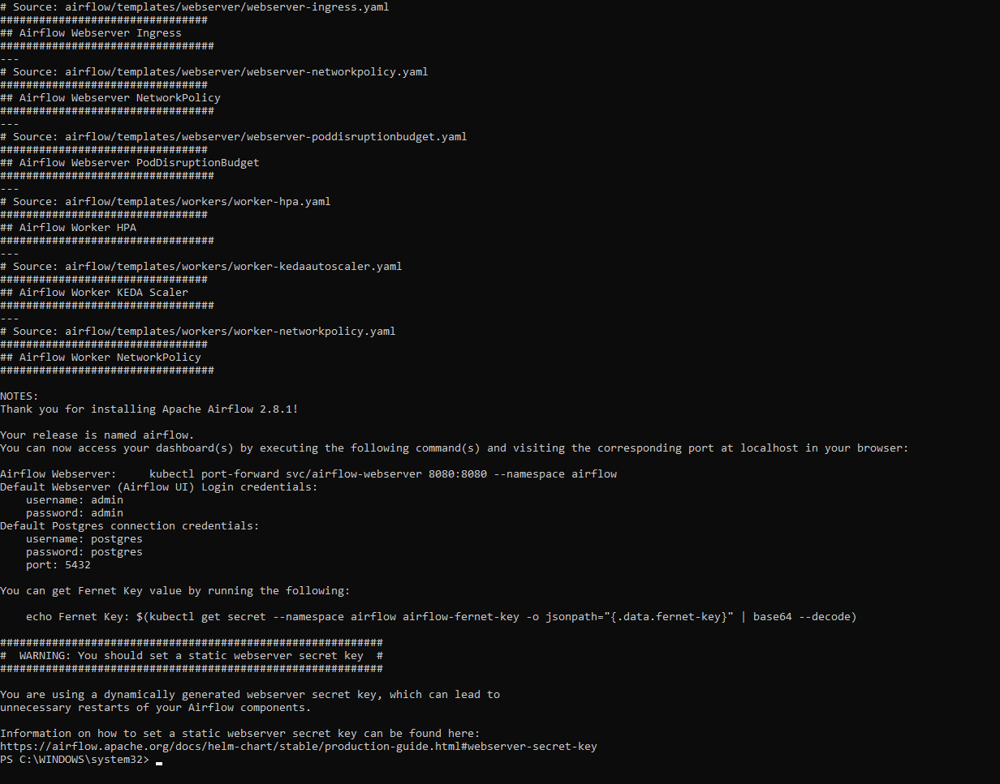 # Source: airflow/templates/webserver/webserver-ingress.yaml
################################
## Airflow Webserver Ingress
#################################
---
# Source: airflow/templates/webserver/webserver-networkpolicy.yaml
################################
## Airflow Webserver NetworkPolicy
#################################
---
# Source: airflow/templates/webserver/webserver-poddisruptionbudget.yaml
################################
## Airflow Webserver PodDisruptionBudget
#################################
---
# Source: airflow/templates/workers/worker-hpa.yaml
################################
## Airflow Worker HPA
#################################
---
# Source: airflow/templates/workers/worker-kedaautoscaler.yaml
################################
## Airflow Worker KEDA Scaler
#################################
---
# Source: airflow/templates/workers/worker-networkpolicy.yaml
################################
## Airflow Worker NetworkPolicy
#################################
NOTES:
Thank you for installing Apache Airflow 2.8.1!
Your release is named airflow.
You can now access your dashboard(s) by executing the following command(s) and visiting the corresponding port at localhost in your browser:
Airflow Webserver:     kubectl port-forward svc/airflow-webserver 8080:8080 --namespace airflow
Default Webserver (Airflow UI) Login credentials:
    username: admin
    password: admin
Default Postgres connection credentials:
    username: postgres
    password: postgres
    port: 5432
You can get Fernet Key value by running the following:
    echo Fernet Key: $(kubectl get secret --namespace airflow airflow-fernet-key -o jsonpath="{.data.fernet-key}" | base64 --decode)
###########################################################
#  WARNING: You should set a static webserver secret key  #
###########################################################
You are using a dynamically generated webserver secret key, which can lead to
unnecessary restarts of your Airflow components.
Information on how to set a static webserver secret key can be found here:
https://airflow.apache.org/docs/helm-chart/stable/production-guide.html#webserver-secret-key
PS C:\WINDOWS\system32>